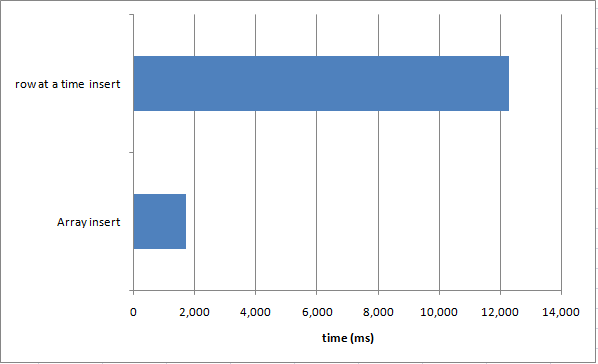 row at a time insert
Array insert
0 2,000 4,000 6,000 8,000 10,000 12,000 14,000
time (ms)